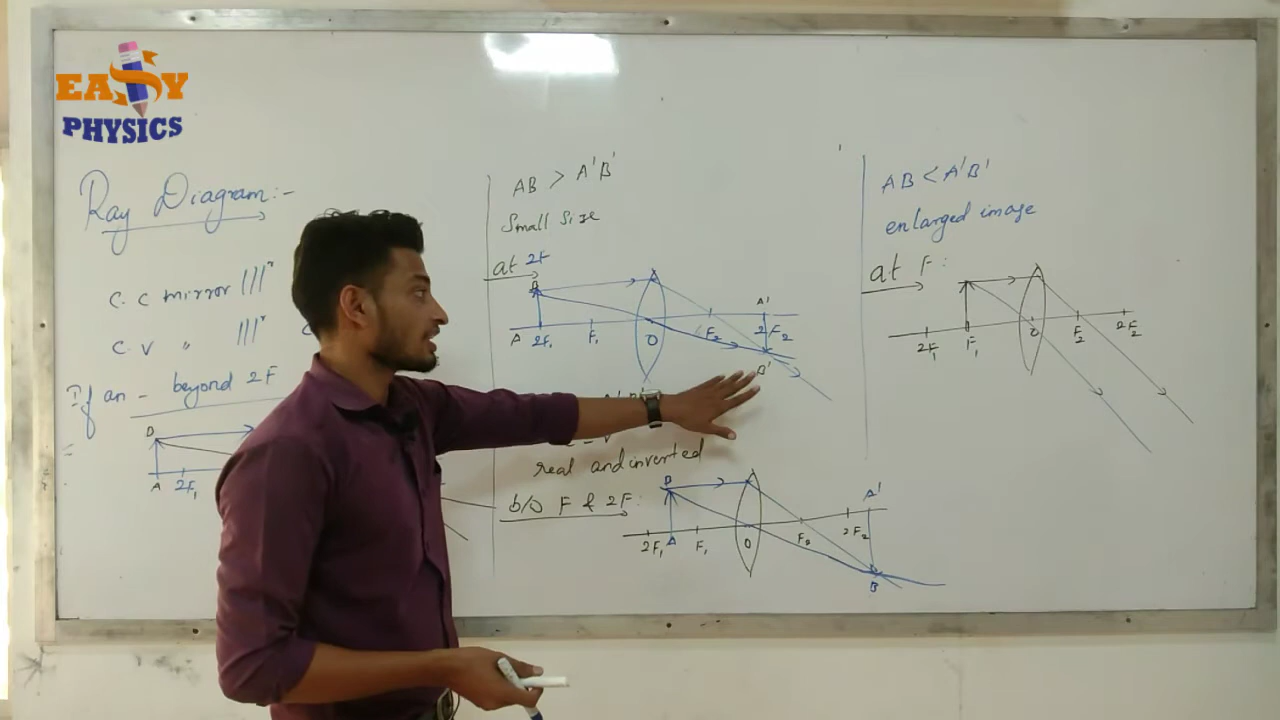 EASY
PHYSICS
Ray Diagram:-
C.C mirror
C.V "
If an - beyond 2F
A 2F₁
AB > A'B'
Small Size
at 2F
A 2F₁ F₁ O F₂ 2F₂
A'
B'
real and inverted
b/o F & 2F:
B
2F₁ A F₁ O F₂ 2F₂
A'
B
AB < A'B'
enlarged image
at F:
2F₁ F₁ O F₂ 2F₂